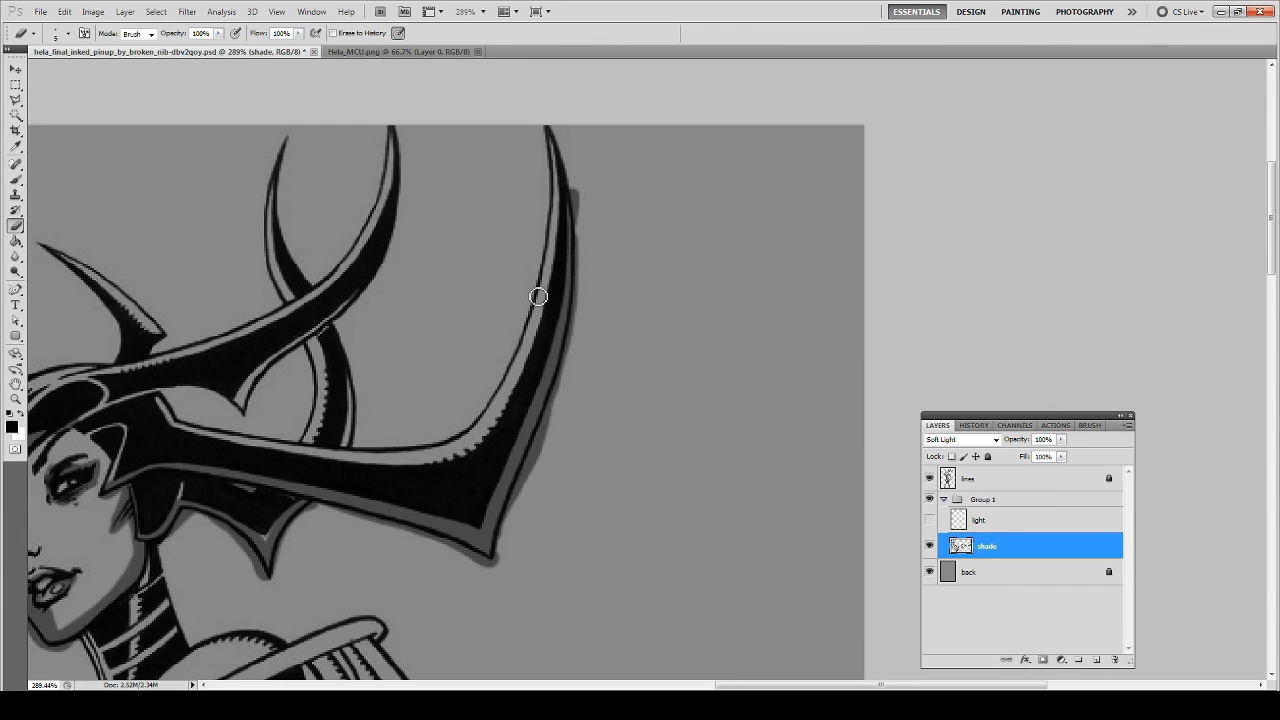 Ps File Edit Image Layer Select Filter Analysis 3D View Window Help Br Mb 289% ESSENTIALS DESIGN PAINTING PHOTOGRAPHY CS Live
5 Mode: Brush Opacity: 100% Flow: 100% Erase to History
hela_final_inked_pinup_by_broken_nib-dbv2qoy.psd @ 289% (shade, RGB/8) * Hela_MCU.png @ 66.7% (Layer 0, RGB/8)
LAYERS HISTORY CHANNELS ACTIONS BRUSH
Soft Light Opacity: 100%
Lock: Fill: 100%
lines
Group 1
light
shade
back
289.44% Doc: 2.52M/2.34M